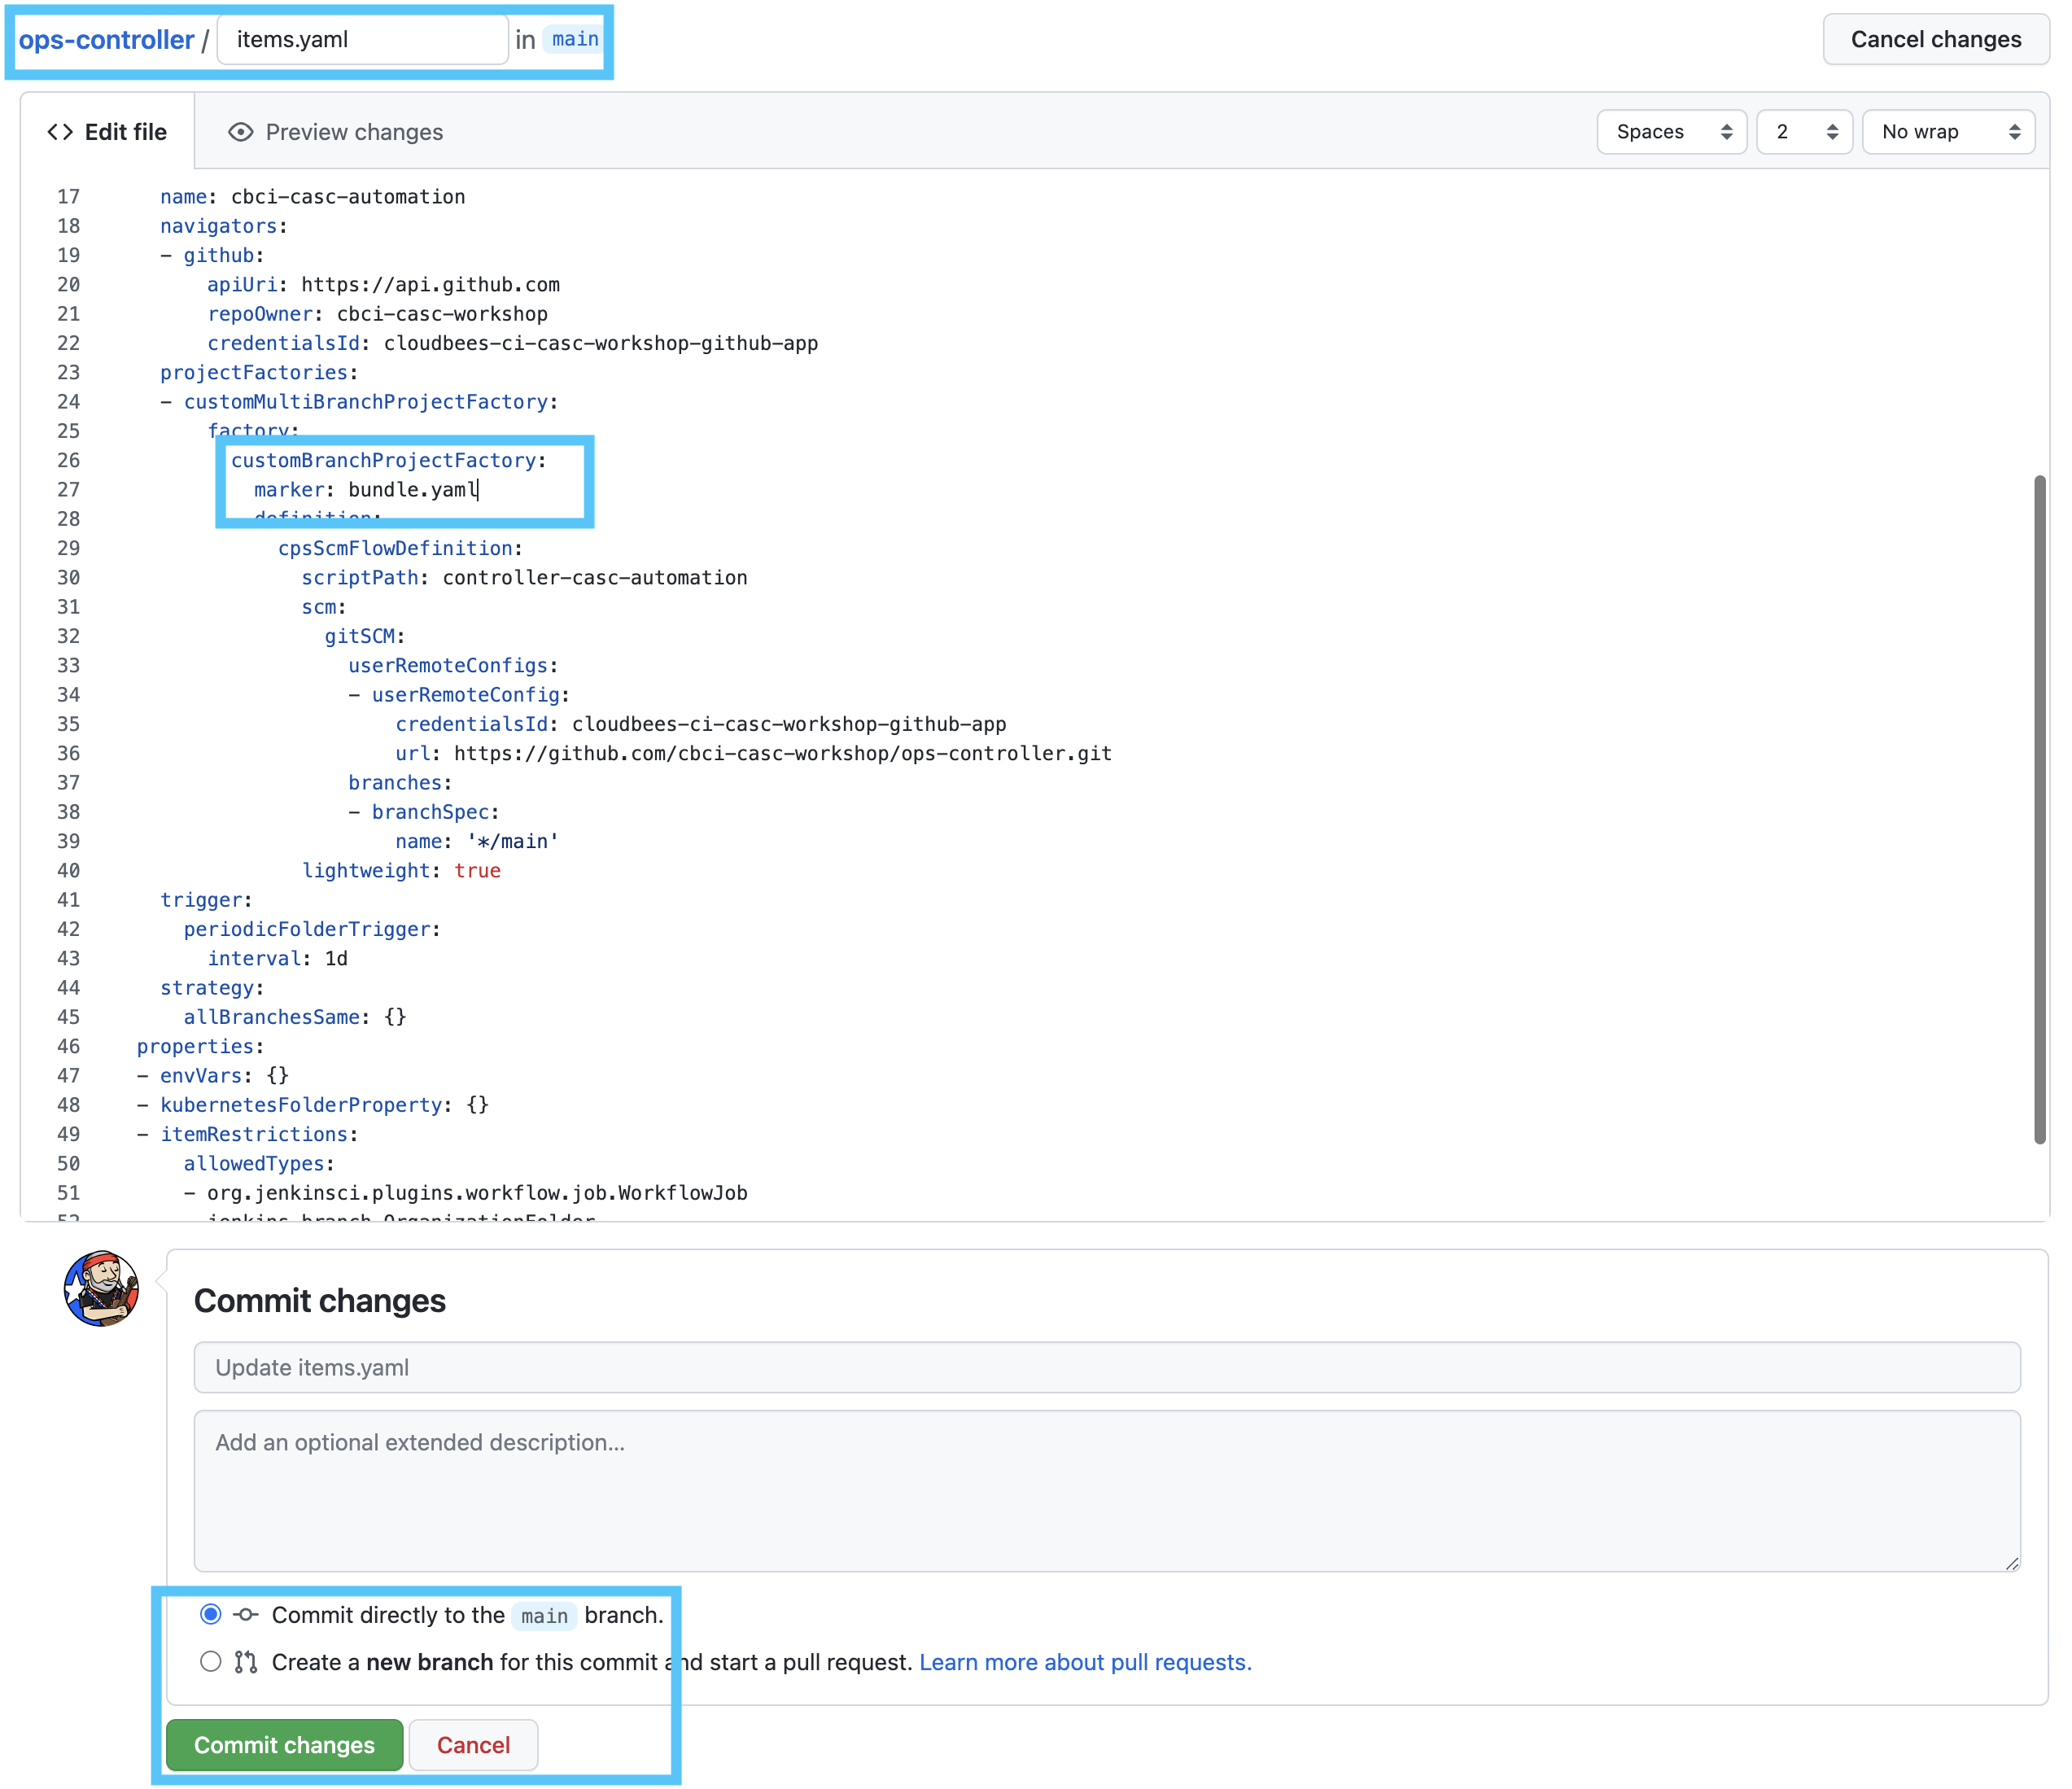 ops-controller / items.yaml in main Cancel changes
<> Edit file Preview changes Spaces 2 No wrap
17 name: cbci-casc-automation
18 navigators:
19 - github:
20 apiUri: https://api.github.com
21 repoOwner: cbci-casc-workshop
22 credentialsId: cloudbees-ci-casc-workshop-github-app
23 projectFactories:
24 - customMultiBranchProjectFactory:
25 factory:
26 customBranchProjectFactory:
27 marker: bundle.yaml
28 definition:
29 cpsScmFlowDefinition:
30 scriptPath: controller-casc-automation
31 scm:
32 gitSCM:
33 userRemoteConfigs:
34 - userRemoteConfig:
35 credentialsId: cloudbees-ci-casc-workshop-github-app
36 url: https://github.com/cbci-casc-workshop/ops-controller.git
37 branches:
38 - branchSpec:
39 name: '*/main'
40 lightweight: true
41 trigger:
42 periodicFolderTrigger:
43 interval: 1d
44 strategy:
45 allBranchesSame: {}
46 properties:
47 - envVars: {}
48 - kubernetesFolderProperty: {}
49 - itemRestrictions:
50 allowedTypes:
51 - org.jenkinsci.plugins.workflow.job.WorkflowJob
52 - jenkins.branch.OrganizationFolder
Commit changes
Update items.yaml
Add an optional extended description...
Commit directly to the main branch.
Create a new branch for this commit and start a pull request. Learn more about pull requests.
Commit changes Cancel